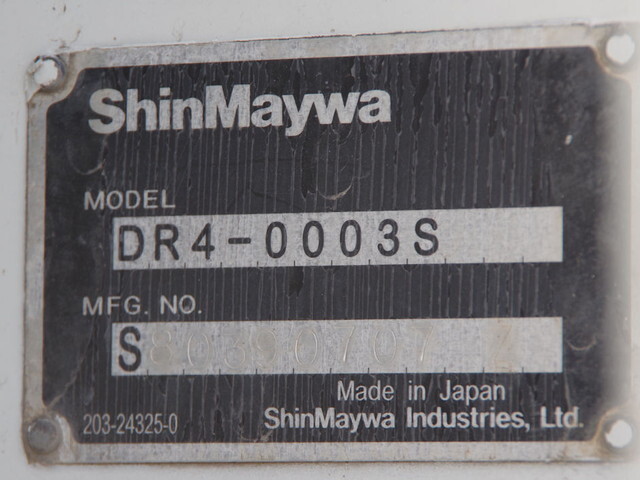 ShinMaywa
MODEL
DR4-0003S
MFG. NO.
S
Made in Japan
203-24325-0
ShinMaywa Industries, Ltd.